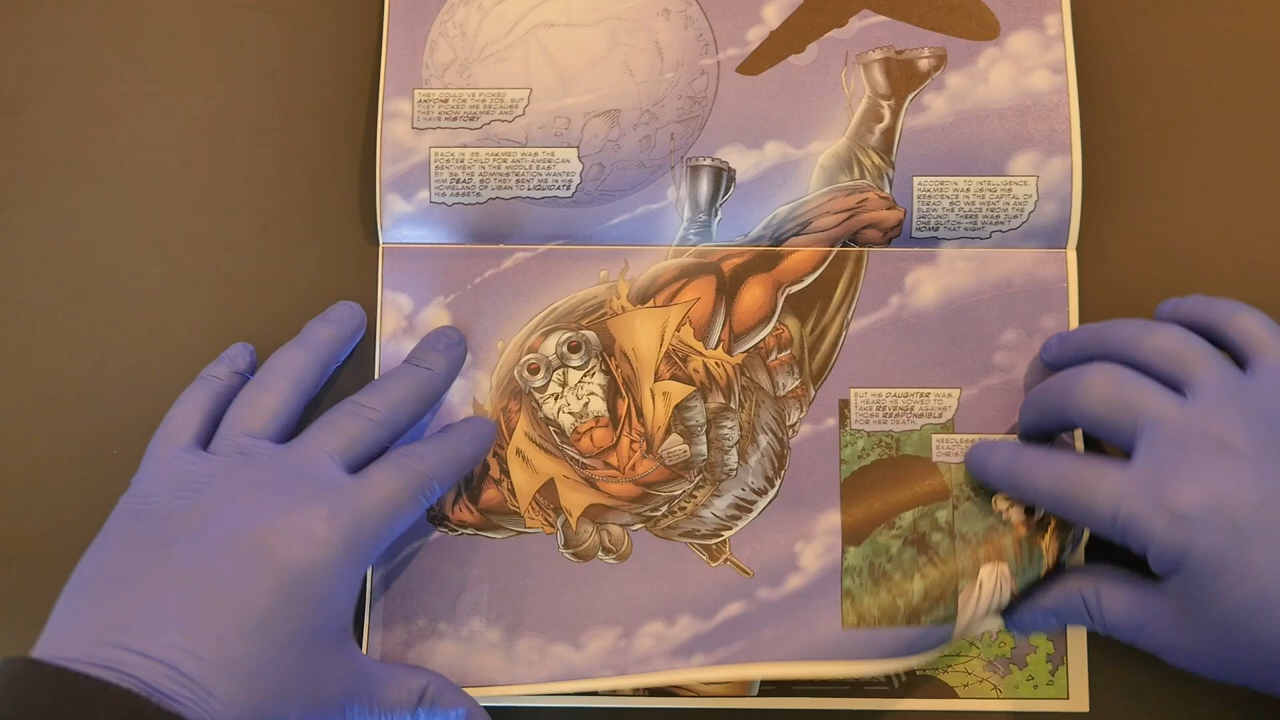 THEY COULD'VE PICKED
ANYONE FOR THIS JOB, BUT
THEY PICKED ME BECAUSE
THEY KNOW HAKMED AND
I HAVE HISTORY.
BACK IN '85, HAKMED WAS THE
POSTER CHILD FOR ANTI-AMERICAN
SENTIMENT IN THE MIDDLE EAST.
BY '86 THE ADMINISTRATION WANTED
HIM DEAD, SO THEY SENT ME IN HIS
HOMELAND OF LIBAN TO LIQUIDATE
HIS ASSETS.
ACCORDIN' TO INTELLIGENCE,
HAKMED WAS USING HIS
RESIDENCE IN THE CAPITAL OF
TERAD, SO WE WENT IN AND
BLEW THE PLACE FROM THE
GROUND. THERE WAS JUST
ONE GLITCH--HE WASN'T
HOME THAT NIGHT.
BUT HIS DAUGHTER WAS.
I HEARD HE VOWED TO
TAKE REVENGE AGAINST
THOSE RESPONSIBLE
FOR HER DEATH.
NEEDLESS
EXACTLY
CHRIST